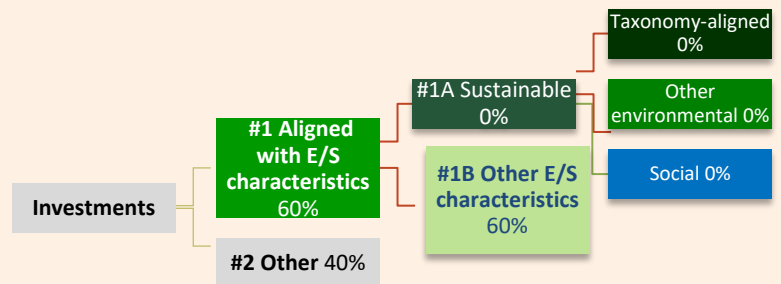 Investments
#1 Aligned
with E/S
characteristics
60%
#2 Other 40%
#1A Sustainable
0%
#1B Other E/S
characteristics
60%
Taxonomy-aligned
0%
Other
environmental 0%
Social 0%